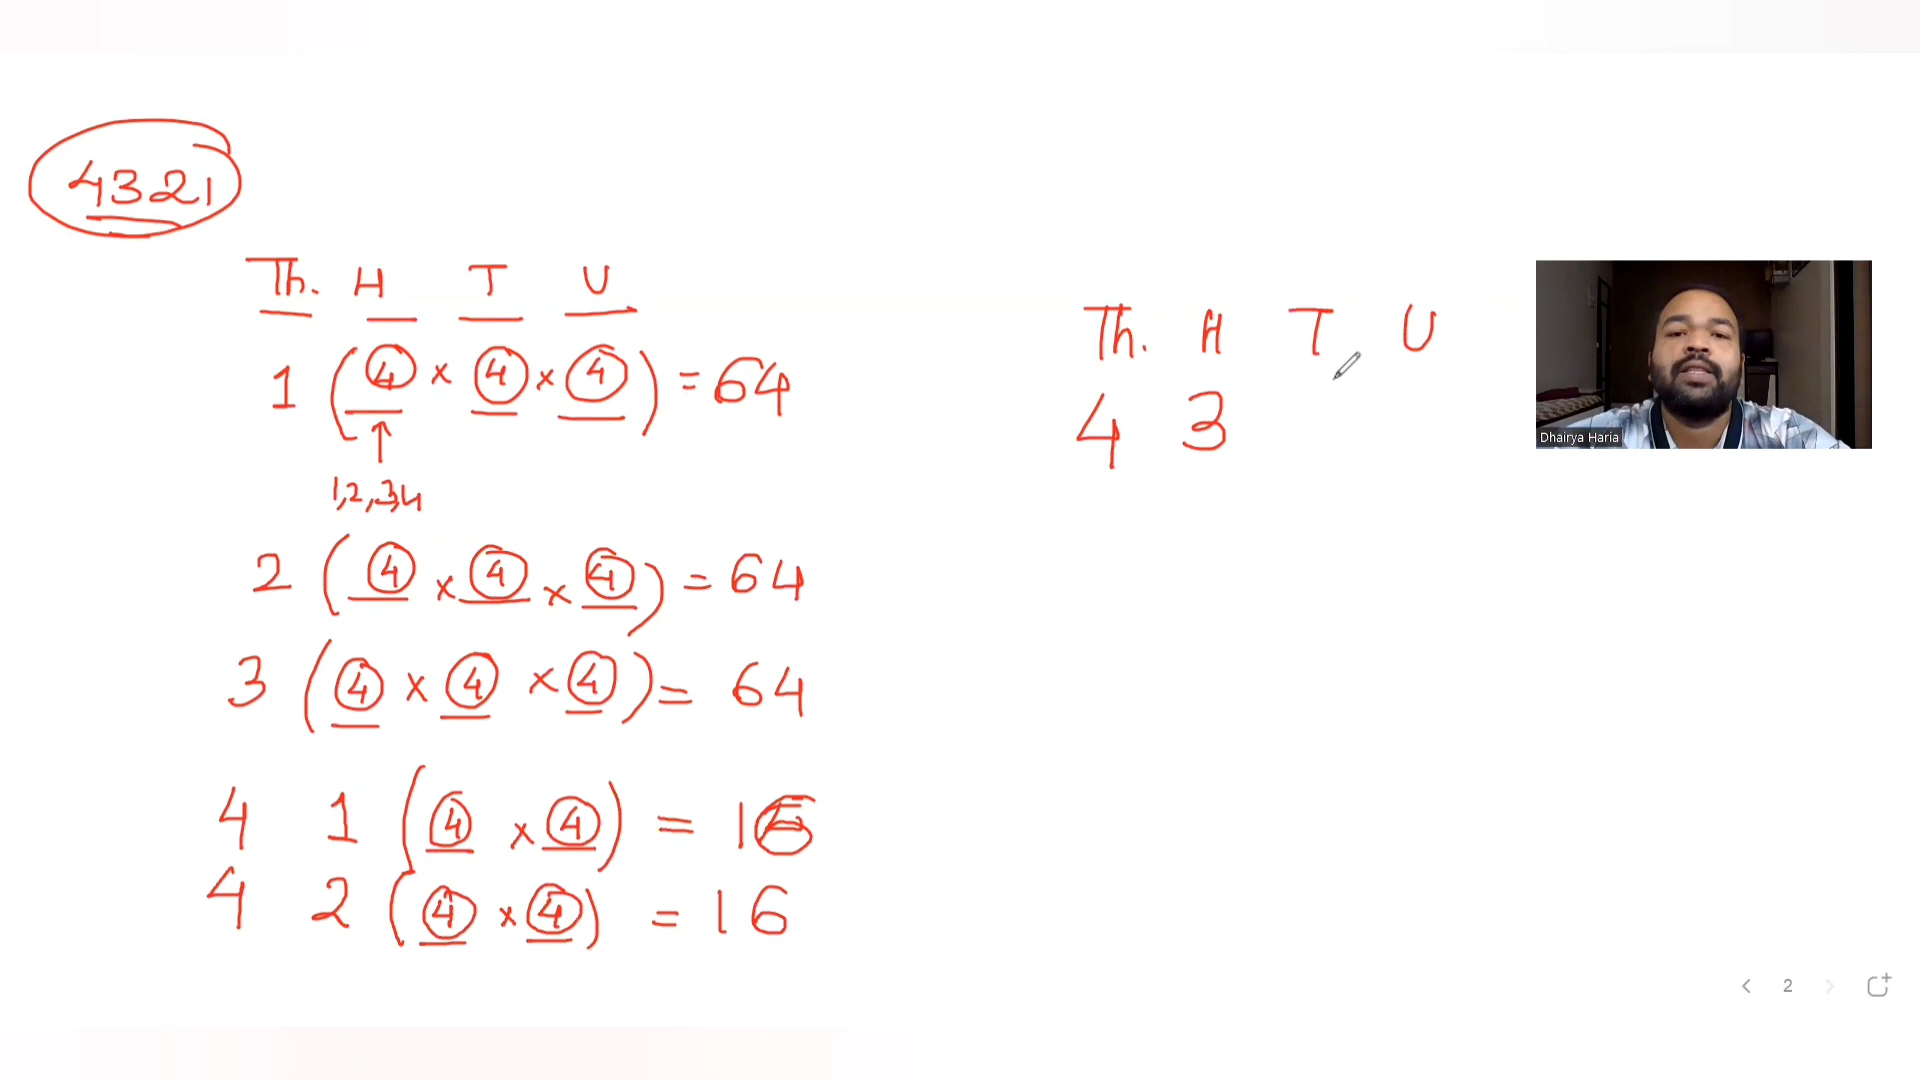 4321
Th. H T U
1 (4 × 4 × 4) = 64
1,2,3,4
2 (4 × 4 × 4) = 64
3 (4 × 4 × 4) = 64
4 1 (4 × 4) = 16
4 2 (4 × 4) = 16
Th. H T U
4 3
Dhairya Haria
2